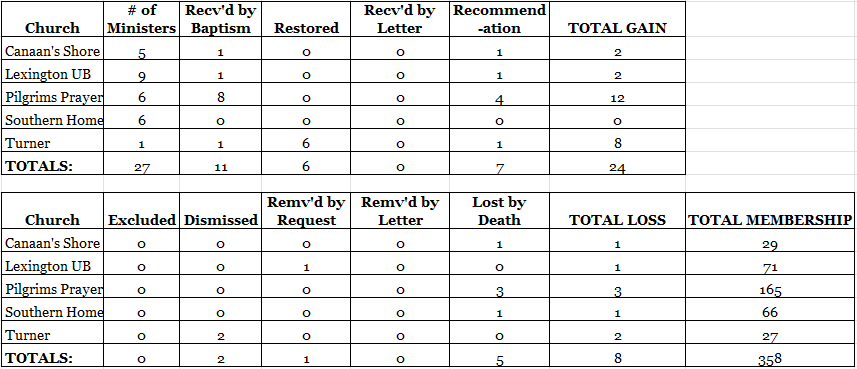 # of Recv'd by Recv'd by Recommend
Church Ministers Baptism Restored Letter -ation TOTAL GAIN
Canaan's Shore 5 1 0 0 1 2
Lexington UB 9 1 0 0 1 2
Pilgrims Prayer 6 8 0 0 4 12
Southern Home 6 0 0 0 0 0
Turner 1 1 6 0 1 8
TOTALS: 27 11 6 0 7 24
Remv'd by Remv'd by Lost by
Church Excluded Dismissed Request Letter Death TOTAL LOSS TOTAL MEMBERSHIP
Canaan's Shore 0 0 0 0 1 1 29
Lexington UB 0 0 1 0 0 1 71
Pilgrims Prayer 0 0 0 0 3 3 165
Southern Home 0 0 0 0 1 1 66
Turner 0 2 0 0 0 2 27
TOTALS: 0 2 1 0 5 8 358